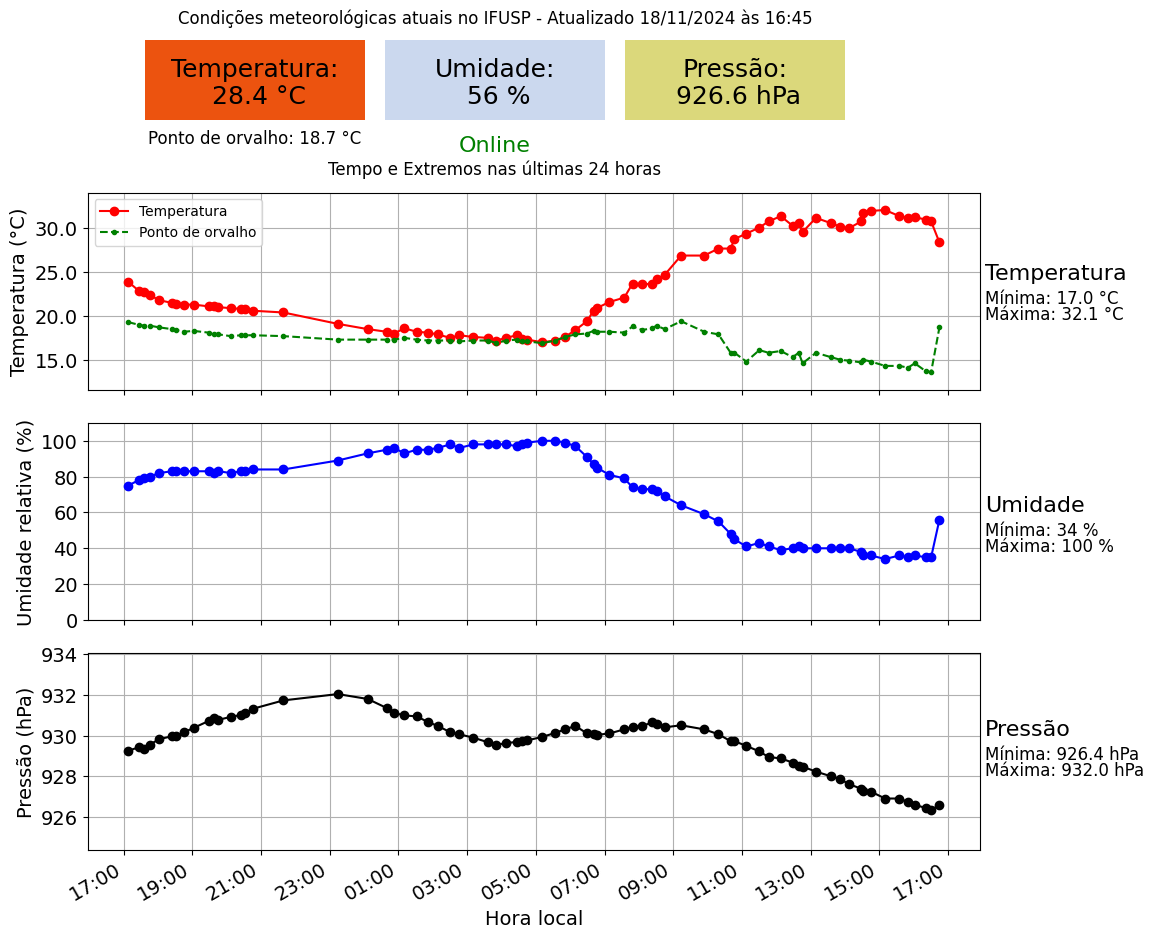 Condições meteorológicas atuais no IFUSP - Atualizado 18/11/2024 às 16:45
Temperatura:
28.4 °C
Umidade:
56 %
Pressão:
926.6 hPa
Ponto de orvalho: 18.7 °C
Online
Tempo e Extremos nas últimas 24 horas
Temperatura (°C)
30.0
25.0
20.0
15.0
Temperatura
Ponto de orvalho
Temperatura
Mínima: 17.0 °C
Máxima: 32.1 °C
Umidade relativa (%)
100
80
60
40
20
0
Umidade
Mínima: 34 %
Máxima: 100 %
Pressão (hPa)
934
932
930
928
926
Pressão
Mínima: 926.4 hPa
Máxima: 932.0 hPa
17:00 19:00 21:00 23:00 01:00 03:00 05:00 07:00 09:00 11:00 13:00 15:00 17:00
Hora local